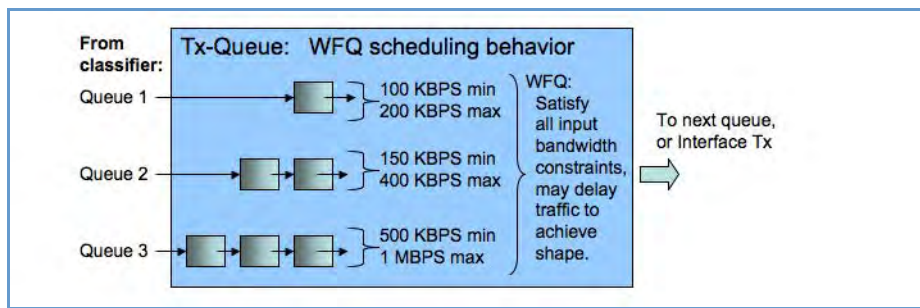 From
classifier:
Tx-Queue: WFQ scheduling behavior
Queue 1
100 KBPS min
200 KBPS max
Queue 2
150 KBPS min
400 KBPS max
Queue 3
500 KBPS min
1 MBPS max
WFQ:
Satisfy
all input
bandwidth
constraints,
may delay
traffic to
achieve
shape.
To next queue,
or Interface Tx